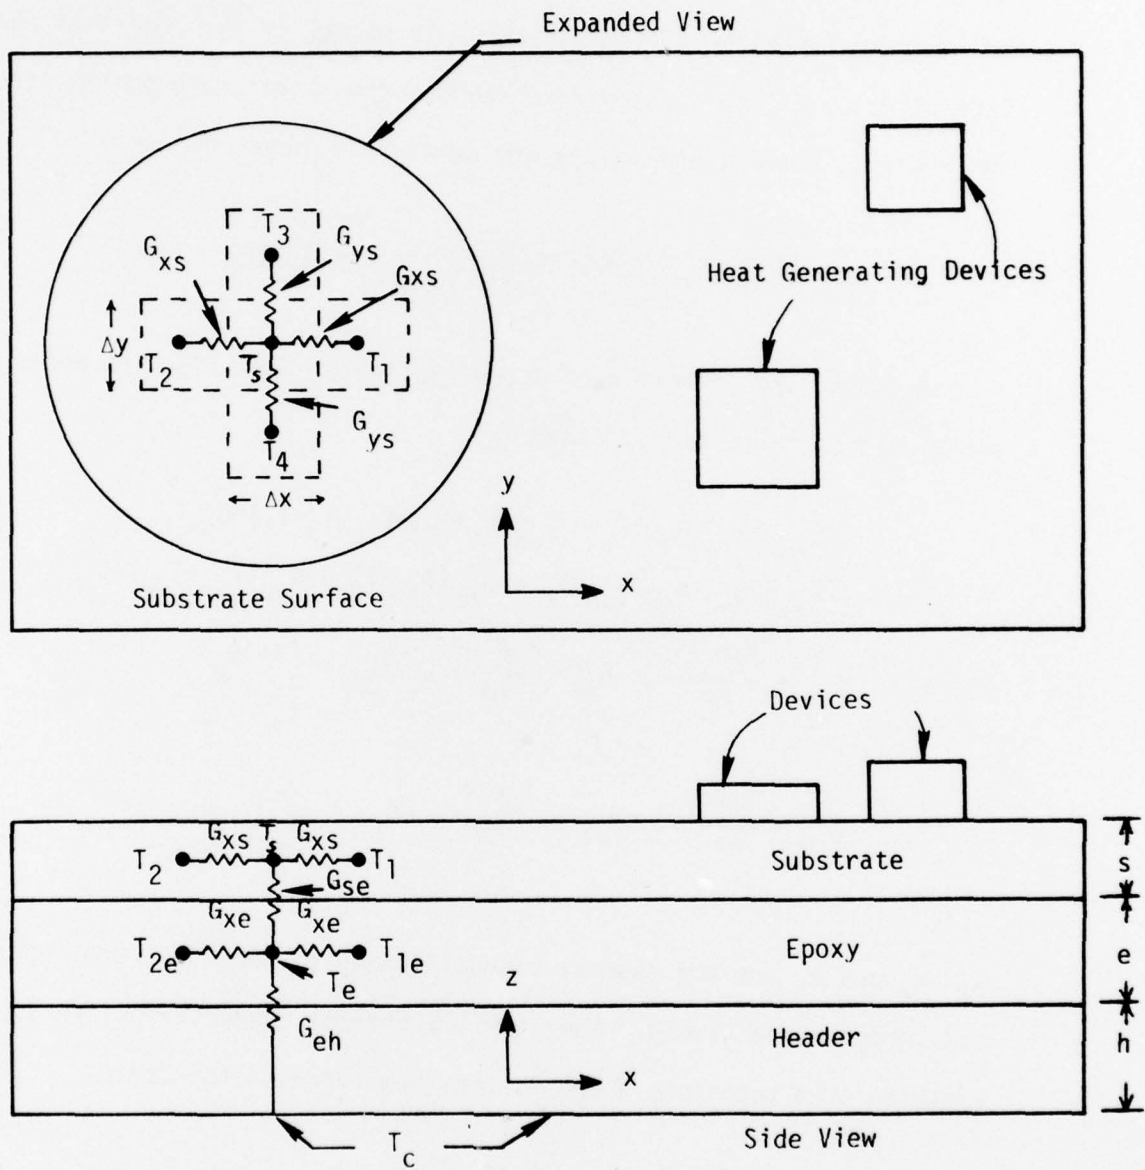 Expanded View
T3
Gxs
Gys
Gxs
Heat Generating Devices
Δy
T2
Ts
T1
Gys
T4
Δx
y
x
Substrate Surface
Devices
Gxs
Ts
Gxs
T2
T1
Substrate
s
Gse
Gxe
Gxe
T2e
T1e
Epoxy
e
Te
z
Geh
Header
h
x
Tc
Side View